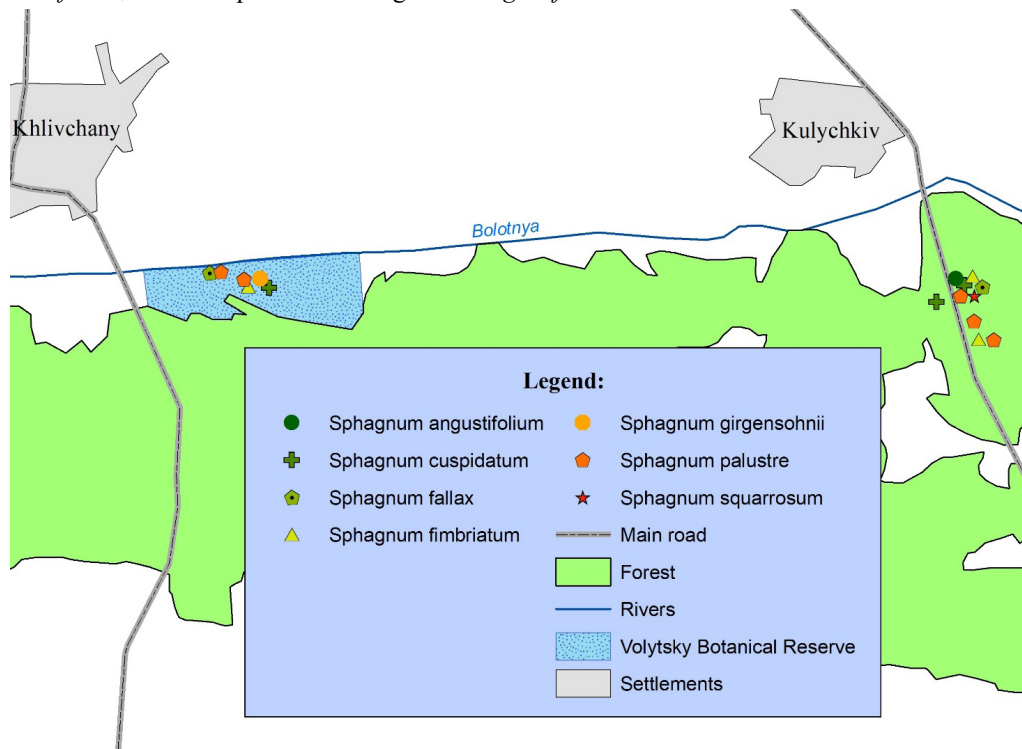 Khlivchany
Kulychkiv
Bolotnya
Legend:
Sphagnum angustifolium
Sphagnum cuspidatum
Sphagnum fallax
Sphagnum fimbriatum
Sphagnum girgensohnii
Sphagnum palustre
Sphagnum squarrosum
Main road
Forest
Rivers
Volytsky Botanical Reserve
Settlements